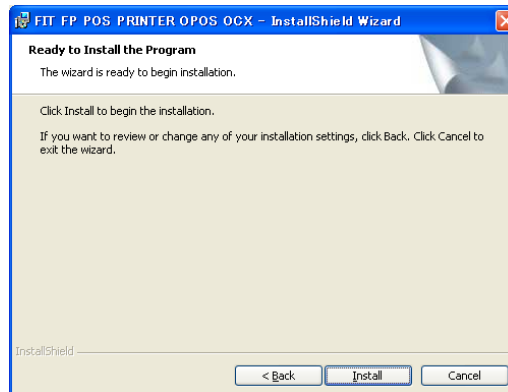 FIT FP POS PRINTER OPOS OCX - InstallShield Wizard
Ready to Install the Program
The wizard is ready to begin installation.
Click Install to begin the installation.
If you want to review or change any of your installation settings, click Back. Click Cancel to
exit the wizard.
InstallShield
< Back
Install
Cancel